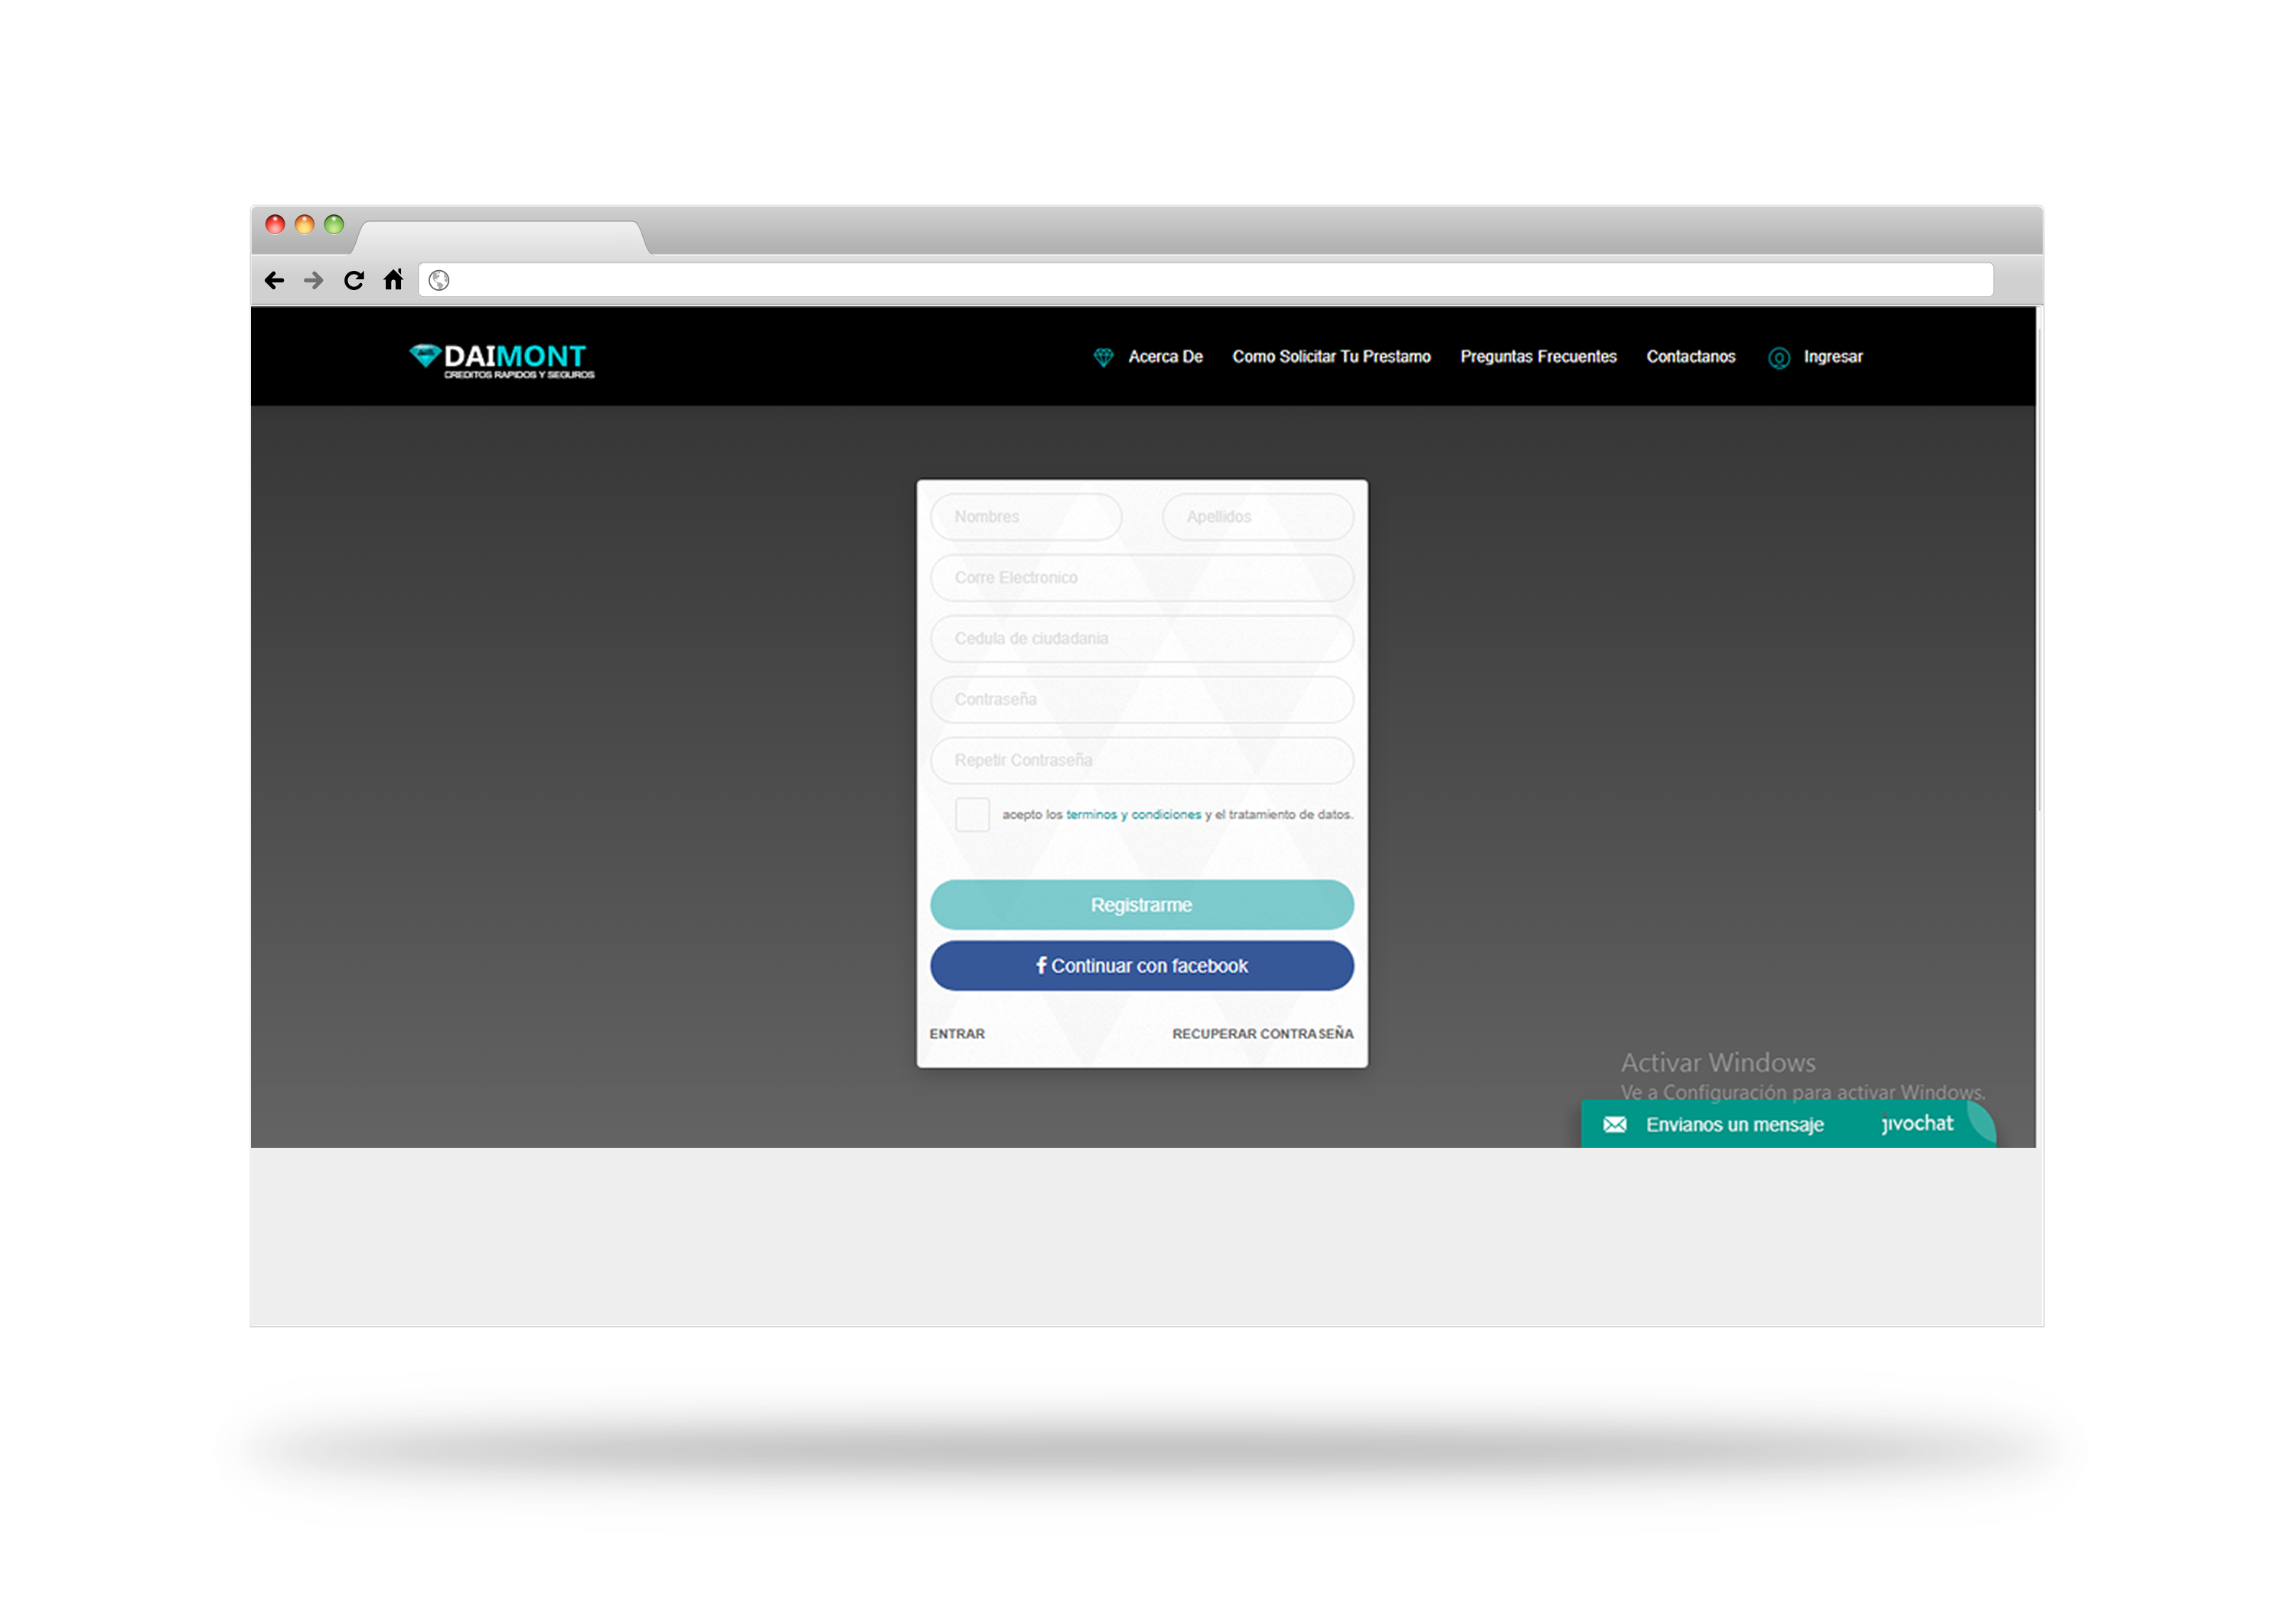 DAIMONT
CREDITOS RAPIDOS Y SEGUROS
Acerca De Como Solicitar Tu Prestamo Preguntas Frecuentes Contactanos Ingresar
Nombres Apellidos
Corre Electronico
Cedula de ciudadania
Contraseña
Repetir Contraseña
acepto los terminos y condiciones y el tratamiento de datos.
Registrarme
f Continuar con facebook
ENTRAR RECUPERAR CONTRASEÑA
Activar Windows
Ve a Configuración para activar Windows.
Envianos un mensaje jivochat